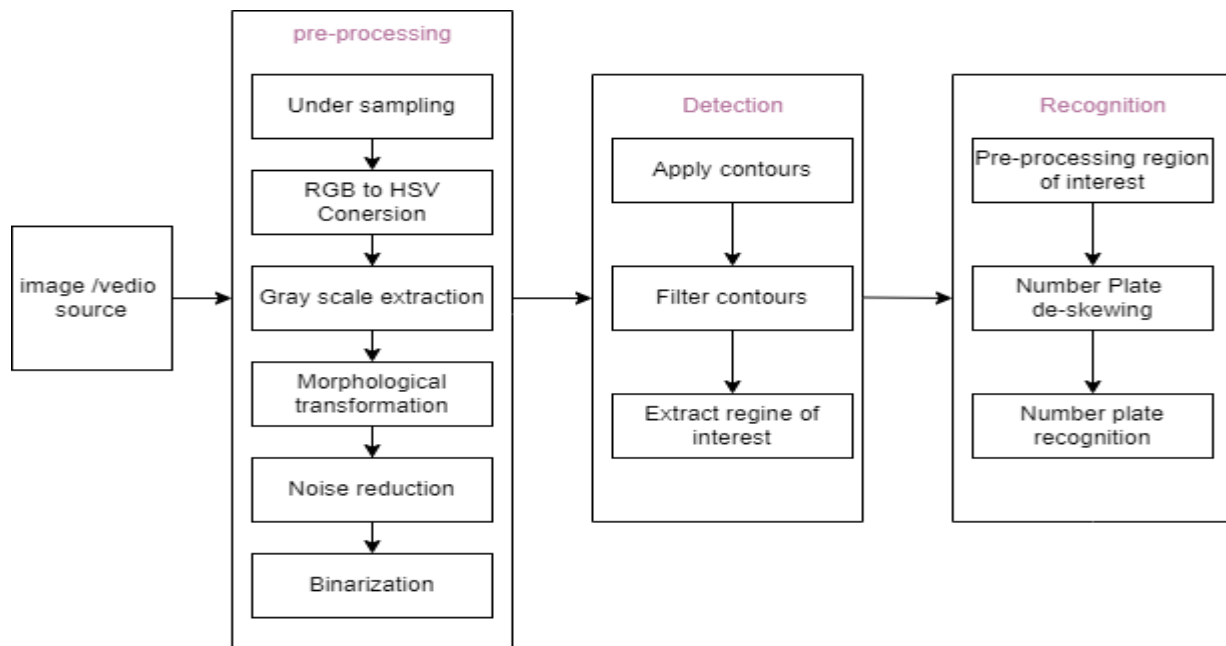 image /vedio
source
pre-processing
Under sampling
RGB to HSV
Conersion
Gray scale extraction
Morphological
transformation
Noise reduction
Binarization
Detection
Apply contours
Filter contours
Extract regine of
interest
Recognition
Pre-processing region
of interest
Number Plate
de-skewing
Number plate
recognition